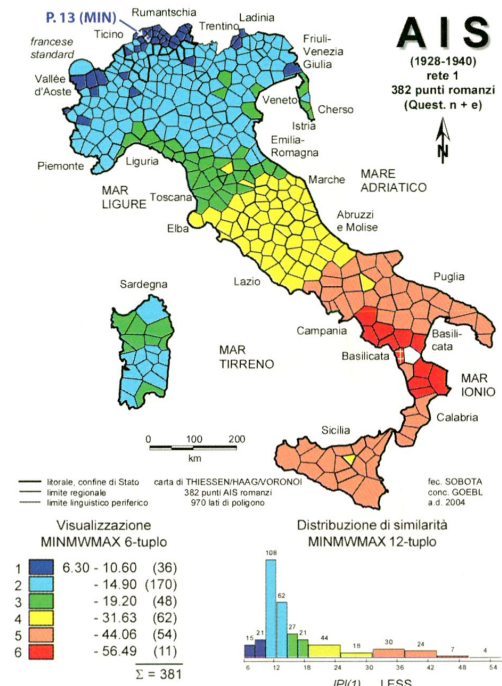 AIS
(1928-1940)
rete 1
382 punti romanzi
(Quest. n + e)
N
P.13 (MIN)
Rumantschia
Ticino
Trentino
Ladinia
francese
standard
Friuli-
Venezia
Giulia
Vallée
d'Aoste
Veneto
Cherso
Istria
Emilia-
Romagna
Piemonte
Liguria
Marche
MARE
ADRIATICO
MAR
LIGURE
Toscana
Elba
Abruzzi
e Molise
Lazio
Puglia
Sardegna
Campania
Basili-
cata
Basilicata
MAR
TIRRENO
MAR
IONIO
Calabria
Sicilia
0 100 200
km
litorale, confine di Stato
limite regionale
limite linguistico periferico
carta di THIESSEN/HAAG/VORONOI
382 punti AIS romanzi
970 lati di poligono
fec. SOBOTA
conc. GOEBL
a.d. 2004
Visualizzazione
MINMWMAX 6-tuplo
1 6.30 - 10.60 (36)
2 - 14.90 (170)
3 - 19.20 (48)
4 - 31.63 (62)
5 - 44.06 (54)
6 - 56.49 (11)
Σ = 381
Distribuzione di similarità
MINMWMAX 12-tuplo
15 21 108 62 27 21 44 18 30 24 7 4
6 12 18 24 30 36 42 48 54
IPI(1) LESS